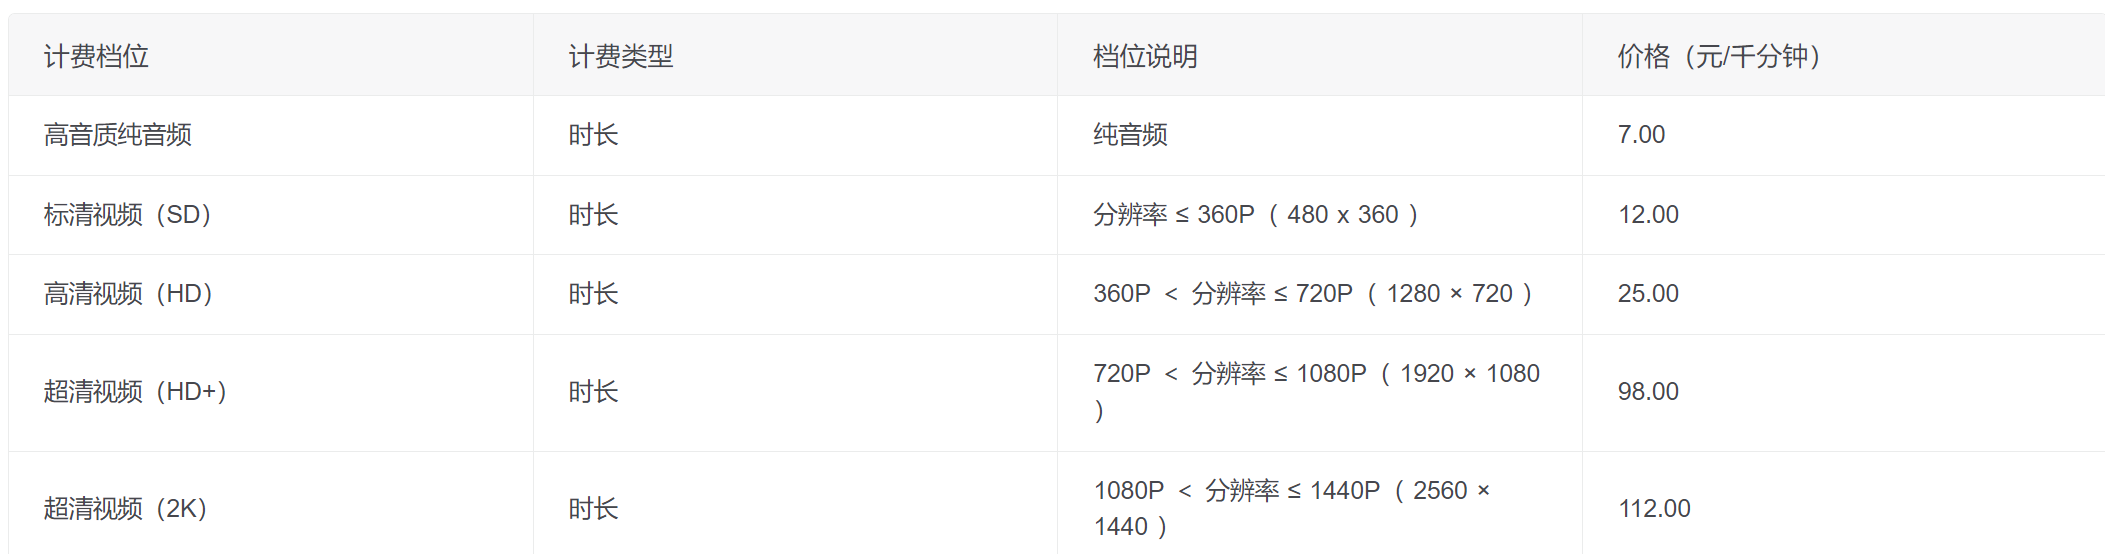 计费档位 计费类型 档位说明 价格（元/千分钟）
高音质纯音频 时长 纯音频 7.00
标清视频（SD） 时长 分辨率 ≤ 360P（ 480 x 360 ） 12.00
高清视频（HD） 时长 360P ＜ 分辨率 ≤ 720P（ 1280 × 720 ） 25.00
超清视频（HD+） 时长 720P ＜ 分辨率 ≤ 1080P（ 1920 × 1080
） 98.00
超清视频（2K） 时长 1080P ＜ 分辨率 ≤ 1440P（ 2560 ×
1440 ） 112.00